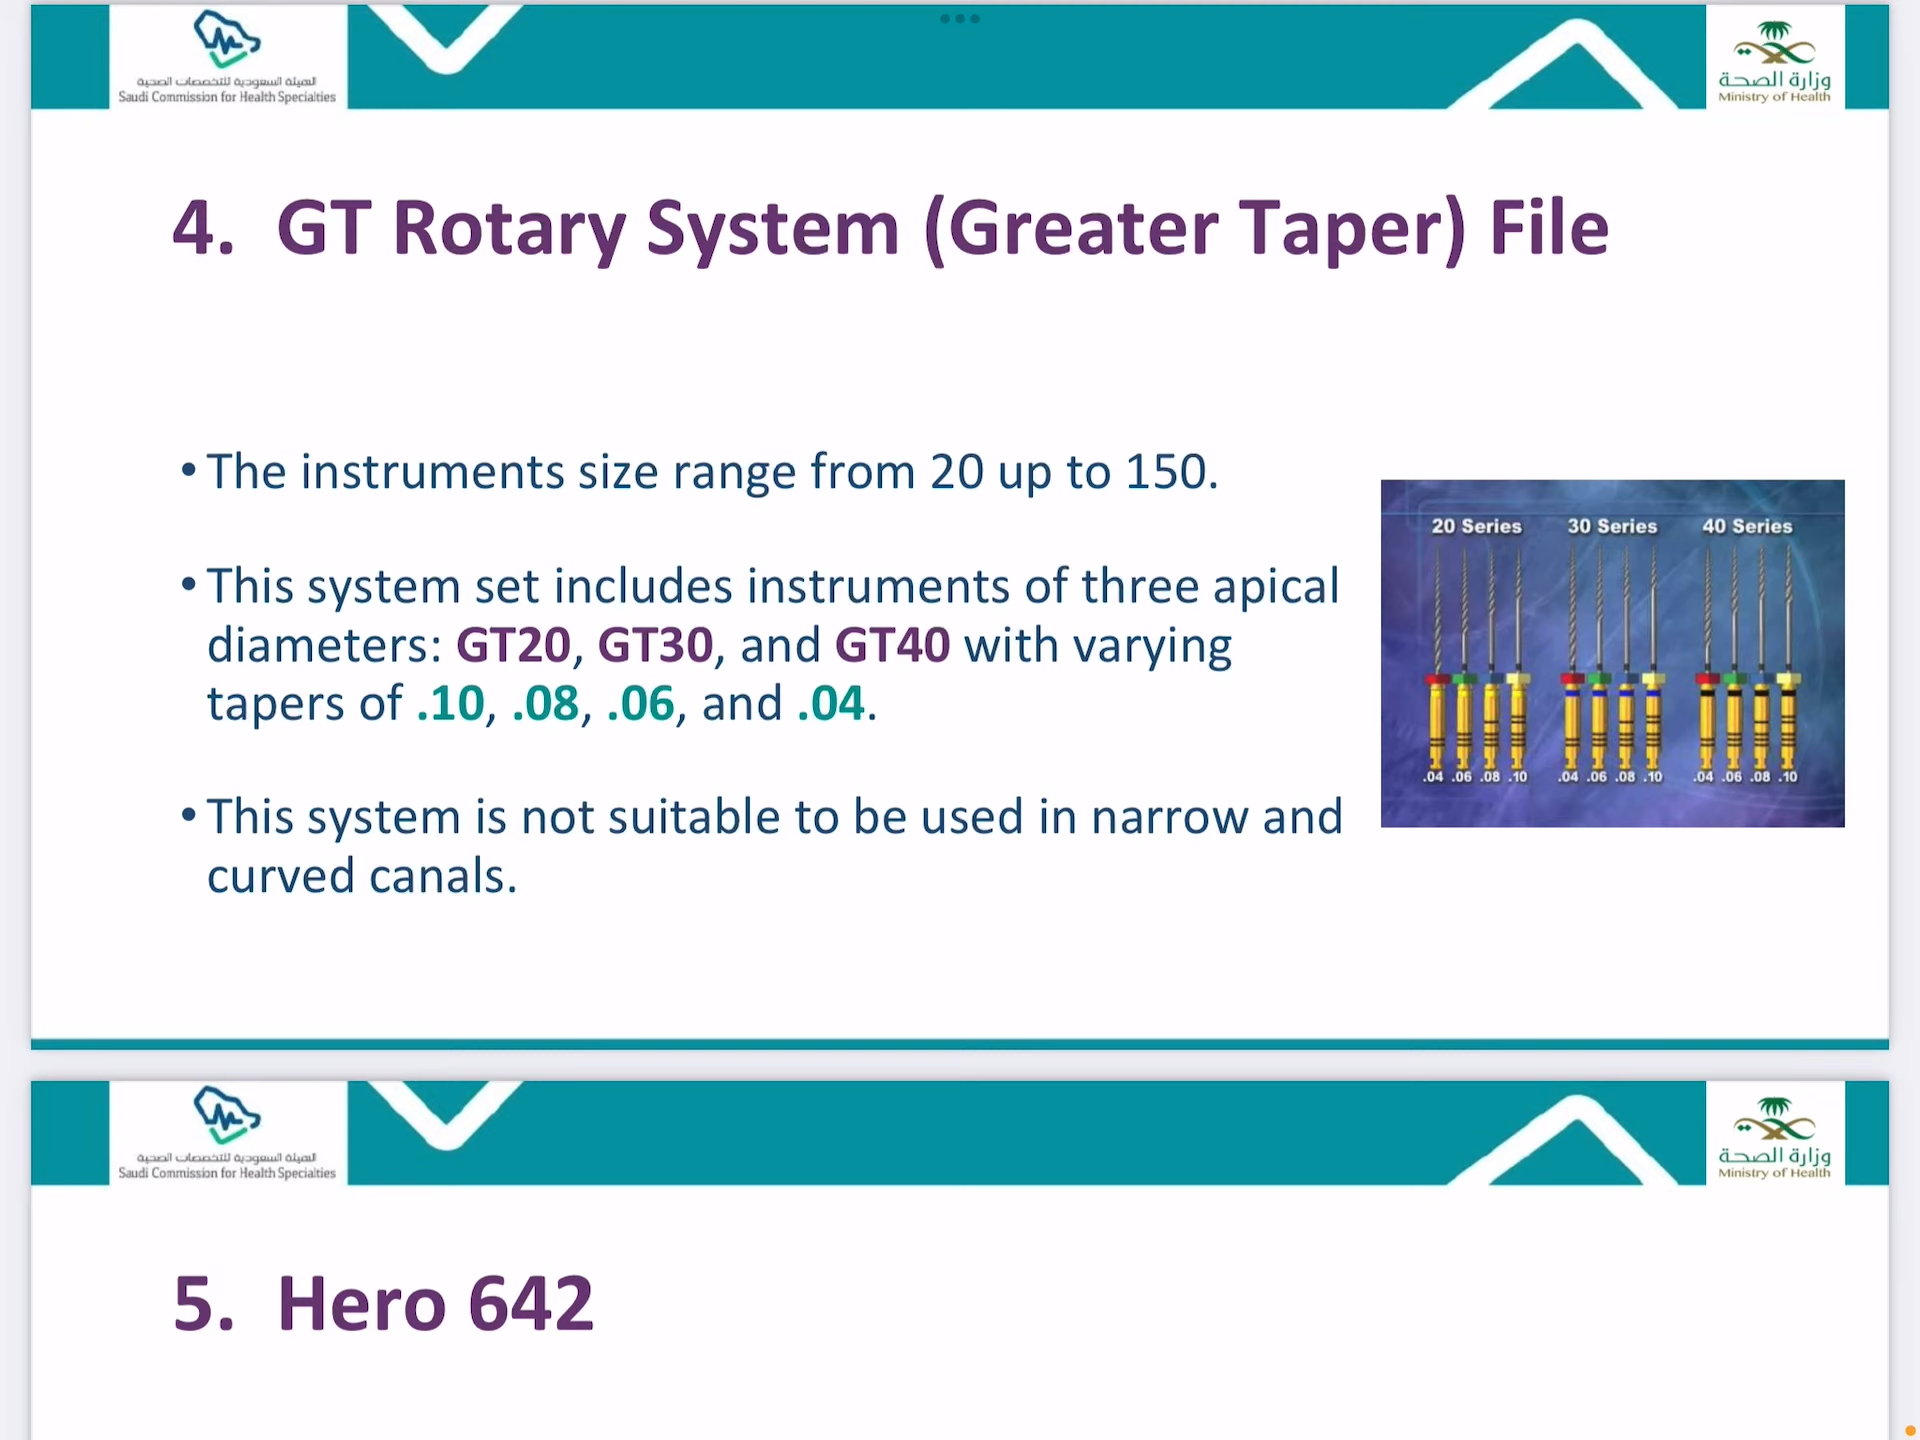 الهيئة السعودية للتخصصات الصحية
Saudi Commission for Health Specialties
وزارة الصحة
Ministry of Health
4. GT Rotary System (Greater Taper) File
• The instruments size range from 20 up to 150.
• This system set includes instruments of three apical
diameters: GT20, GT30, and GT40 with varying
tapers of .10, .08, .06, and .04.
• This system is not suitable to be used in narrow and
curved canals.
20 Series 30 Series 40 Series
.04 .06 .08 .10 .04 .06 .08 .10 .04 .06 .08 .10
الهيئة السعودية للتخصصات الصحية
Saudi Commission for Health Specialties
وزارة الصحة
Ministry of Health
5. Hero 642